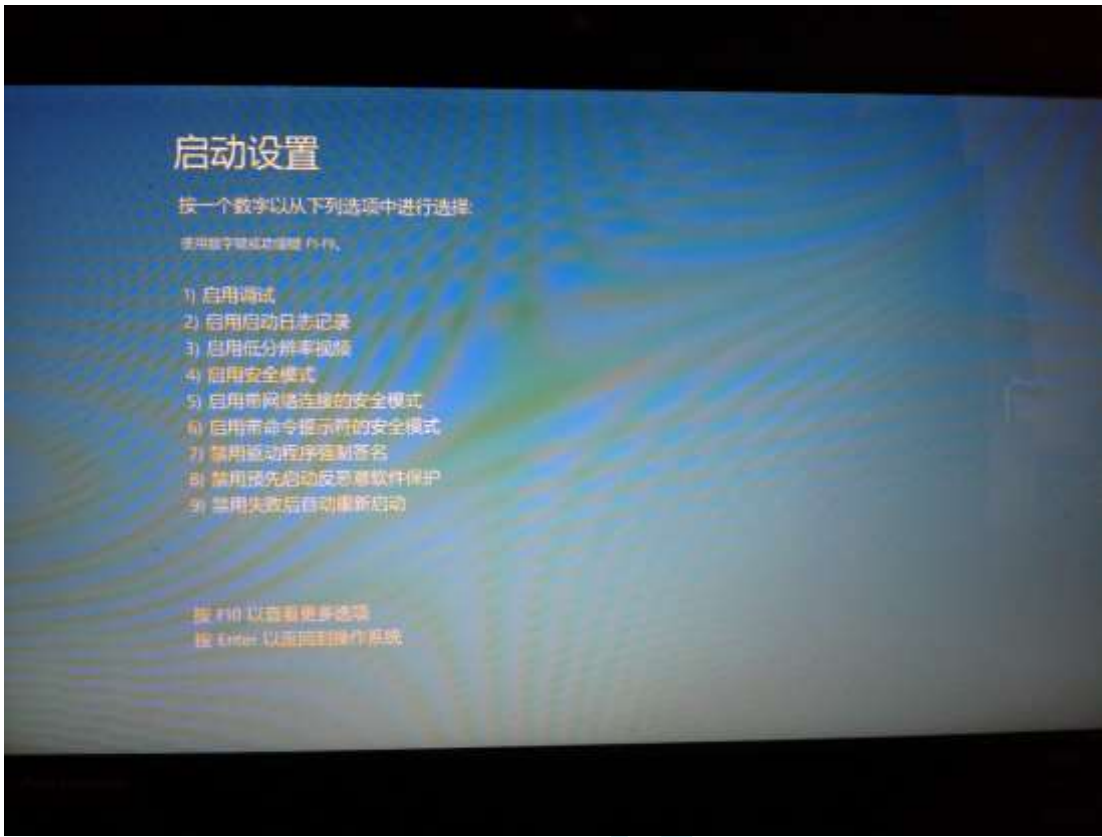 启动设置
按一个数字以从下列选项中进行选择:
使用数字键或功能键 F1-F9。
1) 启用调试
2) 启用启动日志记录
3) 启用低分辨率视频
4) 启用安全模式
5) 启用带网络连接的安全模式
6) 启用带命令提示符的安全模式
7) 禁用驱动程序强制签名
8) 禁用预先启动反恶意软件保护
9) 禁用失败后自动重新启动
按 F10 以查看更多选项
按 Enter 以返回到操作系统